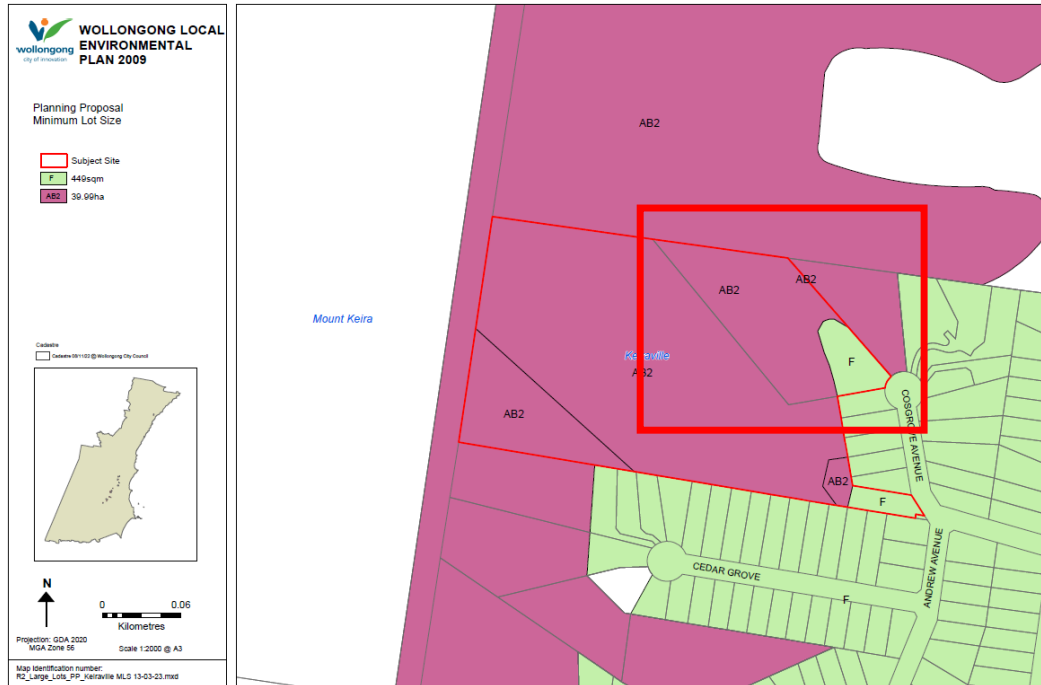 wollongong
city of innovation
WOLLONGONG LOCAL
ENVIRONMENTAL
PLAN 2009
Planning Proposal
Minimum Lot Size
Subject Site
F 449sqm
AB2 39.99ha
Cadastre
Cadastre 08/11/22 @ Wollongong City Council
N
0 0.06
Kilometres
Projection: GDA 2020
MGA Zone 56
Scale 1:2000 @ A3
Map Identification number:
R2_Large_Lots_PP_Keiraville MLS 13-03-23.mxd
AB2
AB2
AB2
Mount Keira
Keiraville
AB2
F
AB2
COSGROVE AVENUE
AB2
F
CEDAR GROVE
F
ANDREW AVENUE